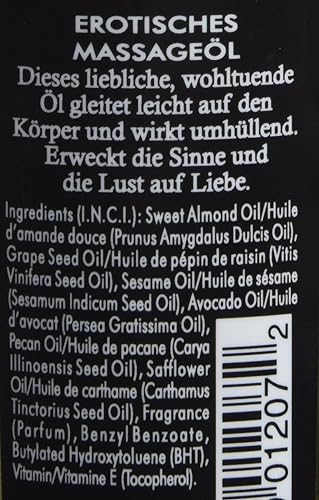 EROTISCHES
MASSAGEÖL
Dieses liebliche, wohltuende
Öl gleitet leicht auf den
Körper und wirkt umhüllend.
Erweckt die Sinne und
die Lust auf Liebe.
Ingredients (I.N.C.I.): Sweet Almond Oil/Huile
d'amande douce (Prunus Amygdalus Dulcis Oil),
Grape Seed Oil/Huile de pépin de raisin (Vitis
Vinifera Seed Oil), Sesame Oil/Huile de sésame
(Sesamum Indicum Seed Oil), Avocado Oil/Huile
d'avocat (Persea Gratissima Oil),
Pecan Oil/Huile de pacane (Carya
Illinoensis Seed Oil), Safflower
Oil/Huile de carthame (Carthamus
Tinctorius Seed Oil), Fragrance
(Parfum), Benzyl Benzoate,
Butylated Hydroxytoluene (BHT),
Vitamin/Vitamine E (Tocopherol).
01207 2